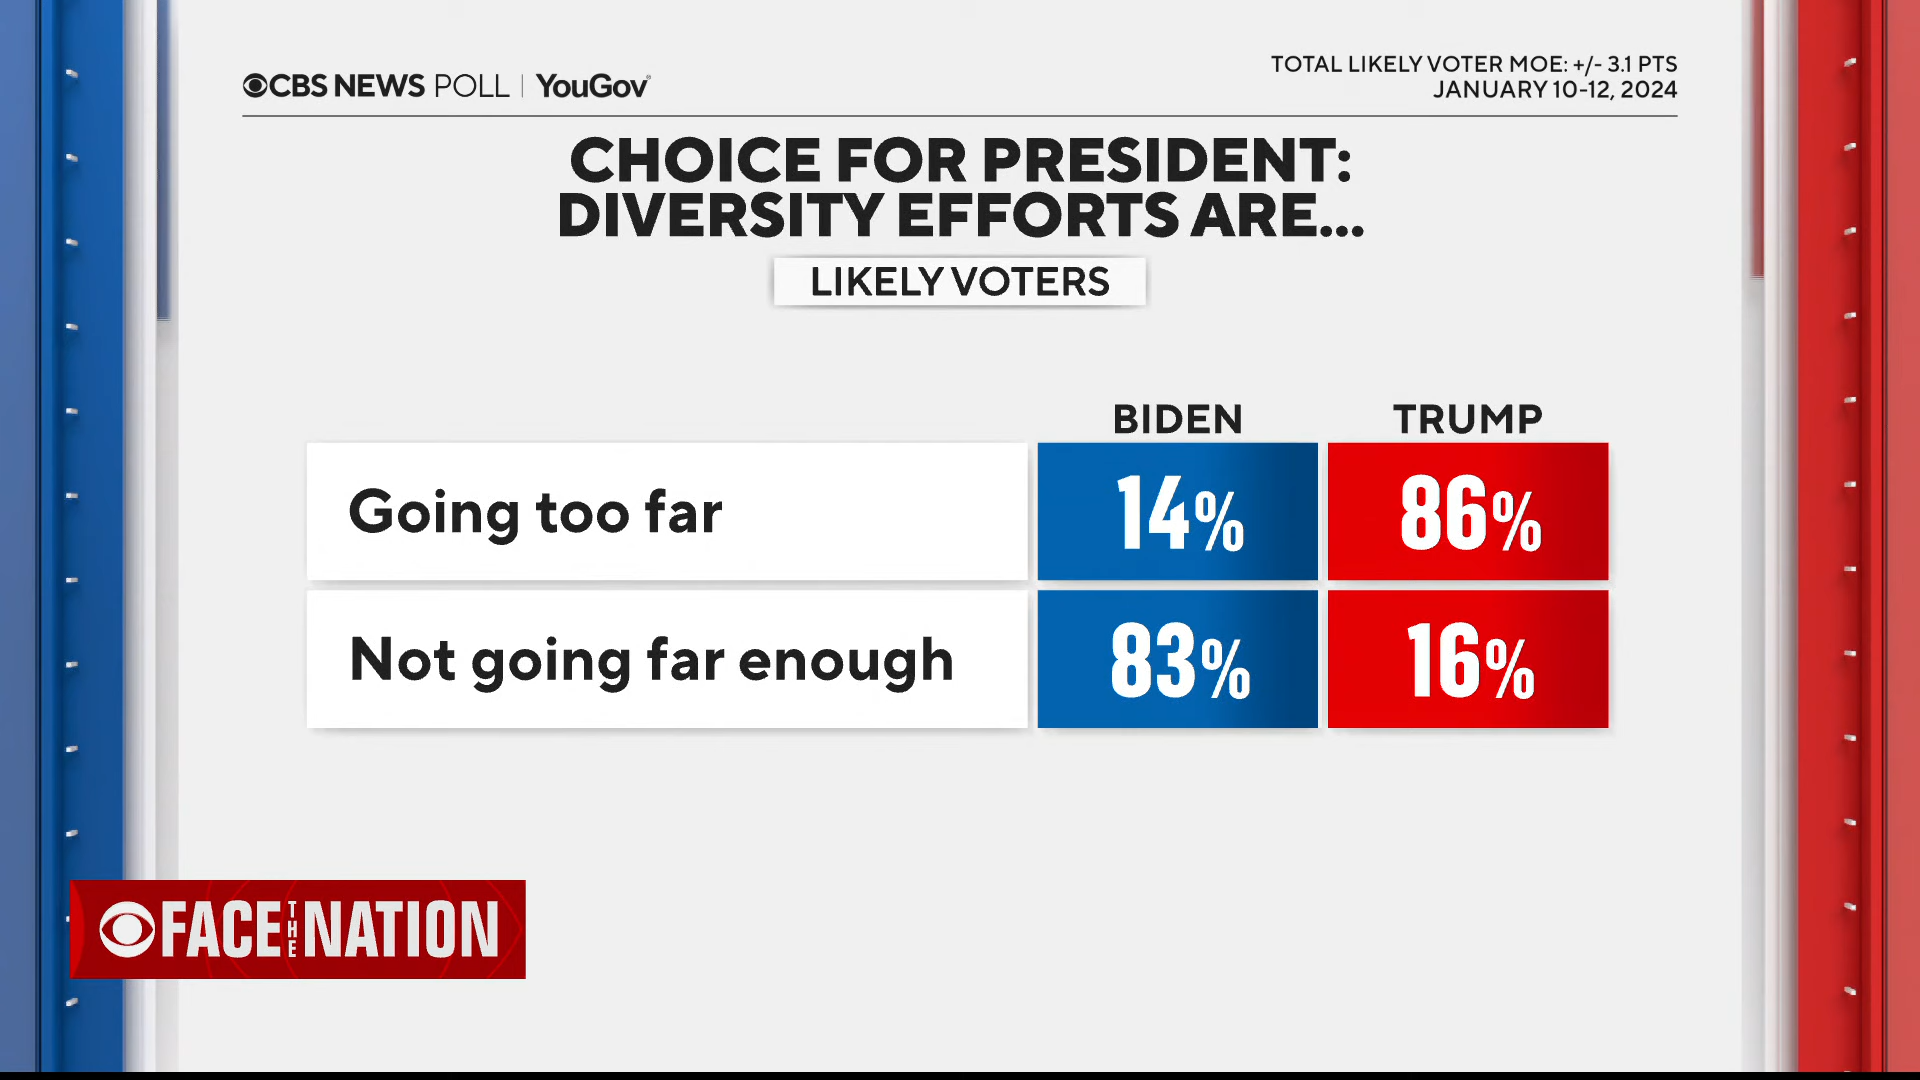 CBS NEWS POLL | YouGov
TOTAL LIKELY VOTER MOE: +/- 3.1 PTS
JANUARY 10-12, 2024
CHOICE FOR PRESIDENT:
DIVERSITY EFFORTS ARE...
LIKELY VOTERS
BIDEN TRUMP
Going too far 14% 86%
Not going far enough 83% 16%
FACE THE NATION